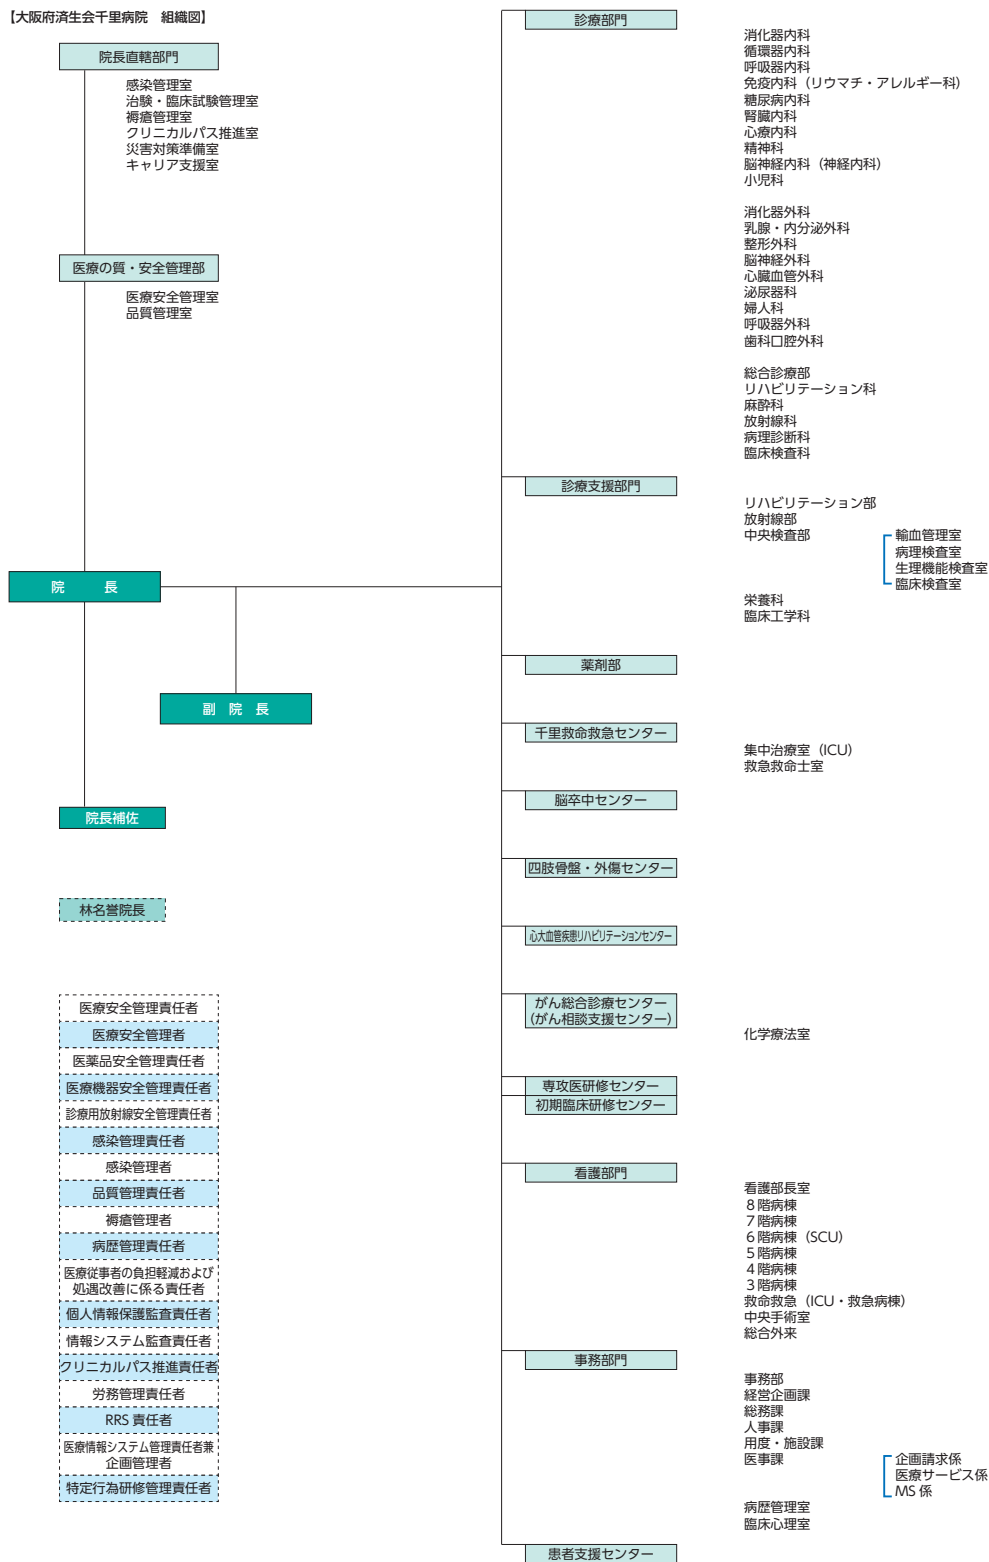 【大阪府済生会千里病院　組織図】
院長直轄部門
感染管理室
治験・臨床試験管理室
褥瘡管理室
クリニカルパス推進室
災害対策準備室
キャリア支援室
医療の質・安全管理部
医療安全管理室
品質管理室
院　　長
副　院　長
院長補佐
林名誉院長
医療安全管理責任者
医療安全管理者
医薬品安全管理責任者
医療機器安全管理責任者
診療用放射線安全管理責任者
感染管理責任者
感染管理者
品質管理責任者
褥瘡管理者
病歴管理責任者
医療従事者の負担軽減および
処遇改善に係る責任者
個人情報保護監査責任者
情報システム監査責任者
クリニカルパス推進責任者
労務管理責任者
RRS 責任者
医療情報システム管理責任者兼
企画管理者
特定行為研修管理責任者
診療部門
消化器内科
循環器内科
呼吸器内科
免疫内科（リウマチ・アレルギー科）
糖尿病内科
腎臓内科
心療内科
精神科
脳神経内科（神経内科）
小児科
消化器外科
乳腺・内分泌外科
整形外科
脳神経外科
心臓血管外科
泌尿器科
婦人科
呼吸器外科
歯科口腔外科
総合診療部
リハビリテーション科
麻酔科
放射線科
病理診断科
臨床検査科
診療支援部門
リハビリテーション部
放射線部
中央検査部
輸血管理室
病理検査室
生理機能検査室
臨床検査室
栄養科
臨床工学科
薬剤部
千里救命救急センター
集中治療室（ICU）
救急救命士室
脳卒中センター
四肢骨盤・外傷センター
心大血管疾患リハビリテーションセンター
がん総合診療センター
（がん相談支援センター）
化学療法室
専攻医研修センター
初期臨床研修センター
看護部門
看護部長室
8 階病棟
7 階病棟
6 階病棟（SCU）
5 階病棟
4 階病棟
3 階病棟
救命救急（ICU・救急病棟）
中央手術室
総合外来
事務部門
事務部
経営企画課
総務課
人事課
用度・施設課
医事課
企画請求係
医療サービス係
MS 係
病歴管理室
臨床心理室
患者支援センター